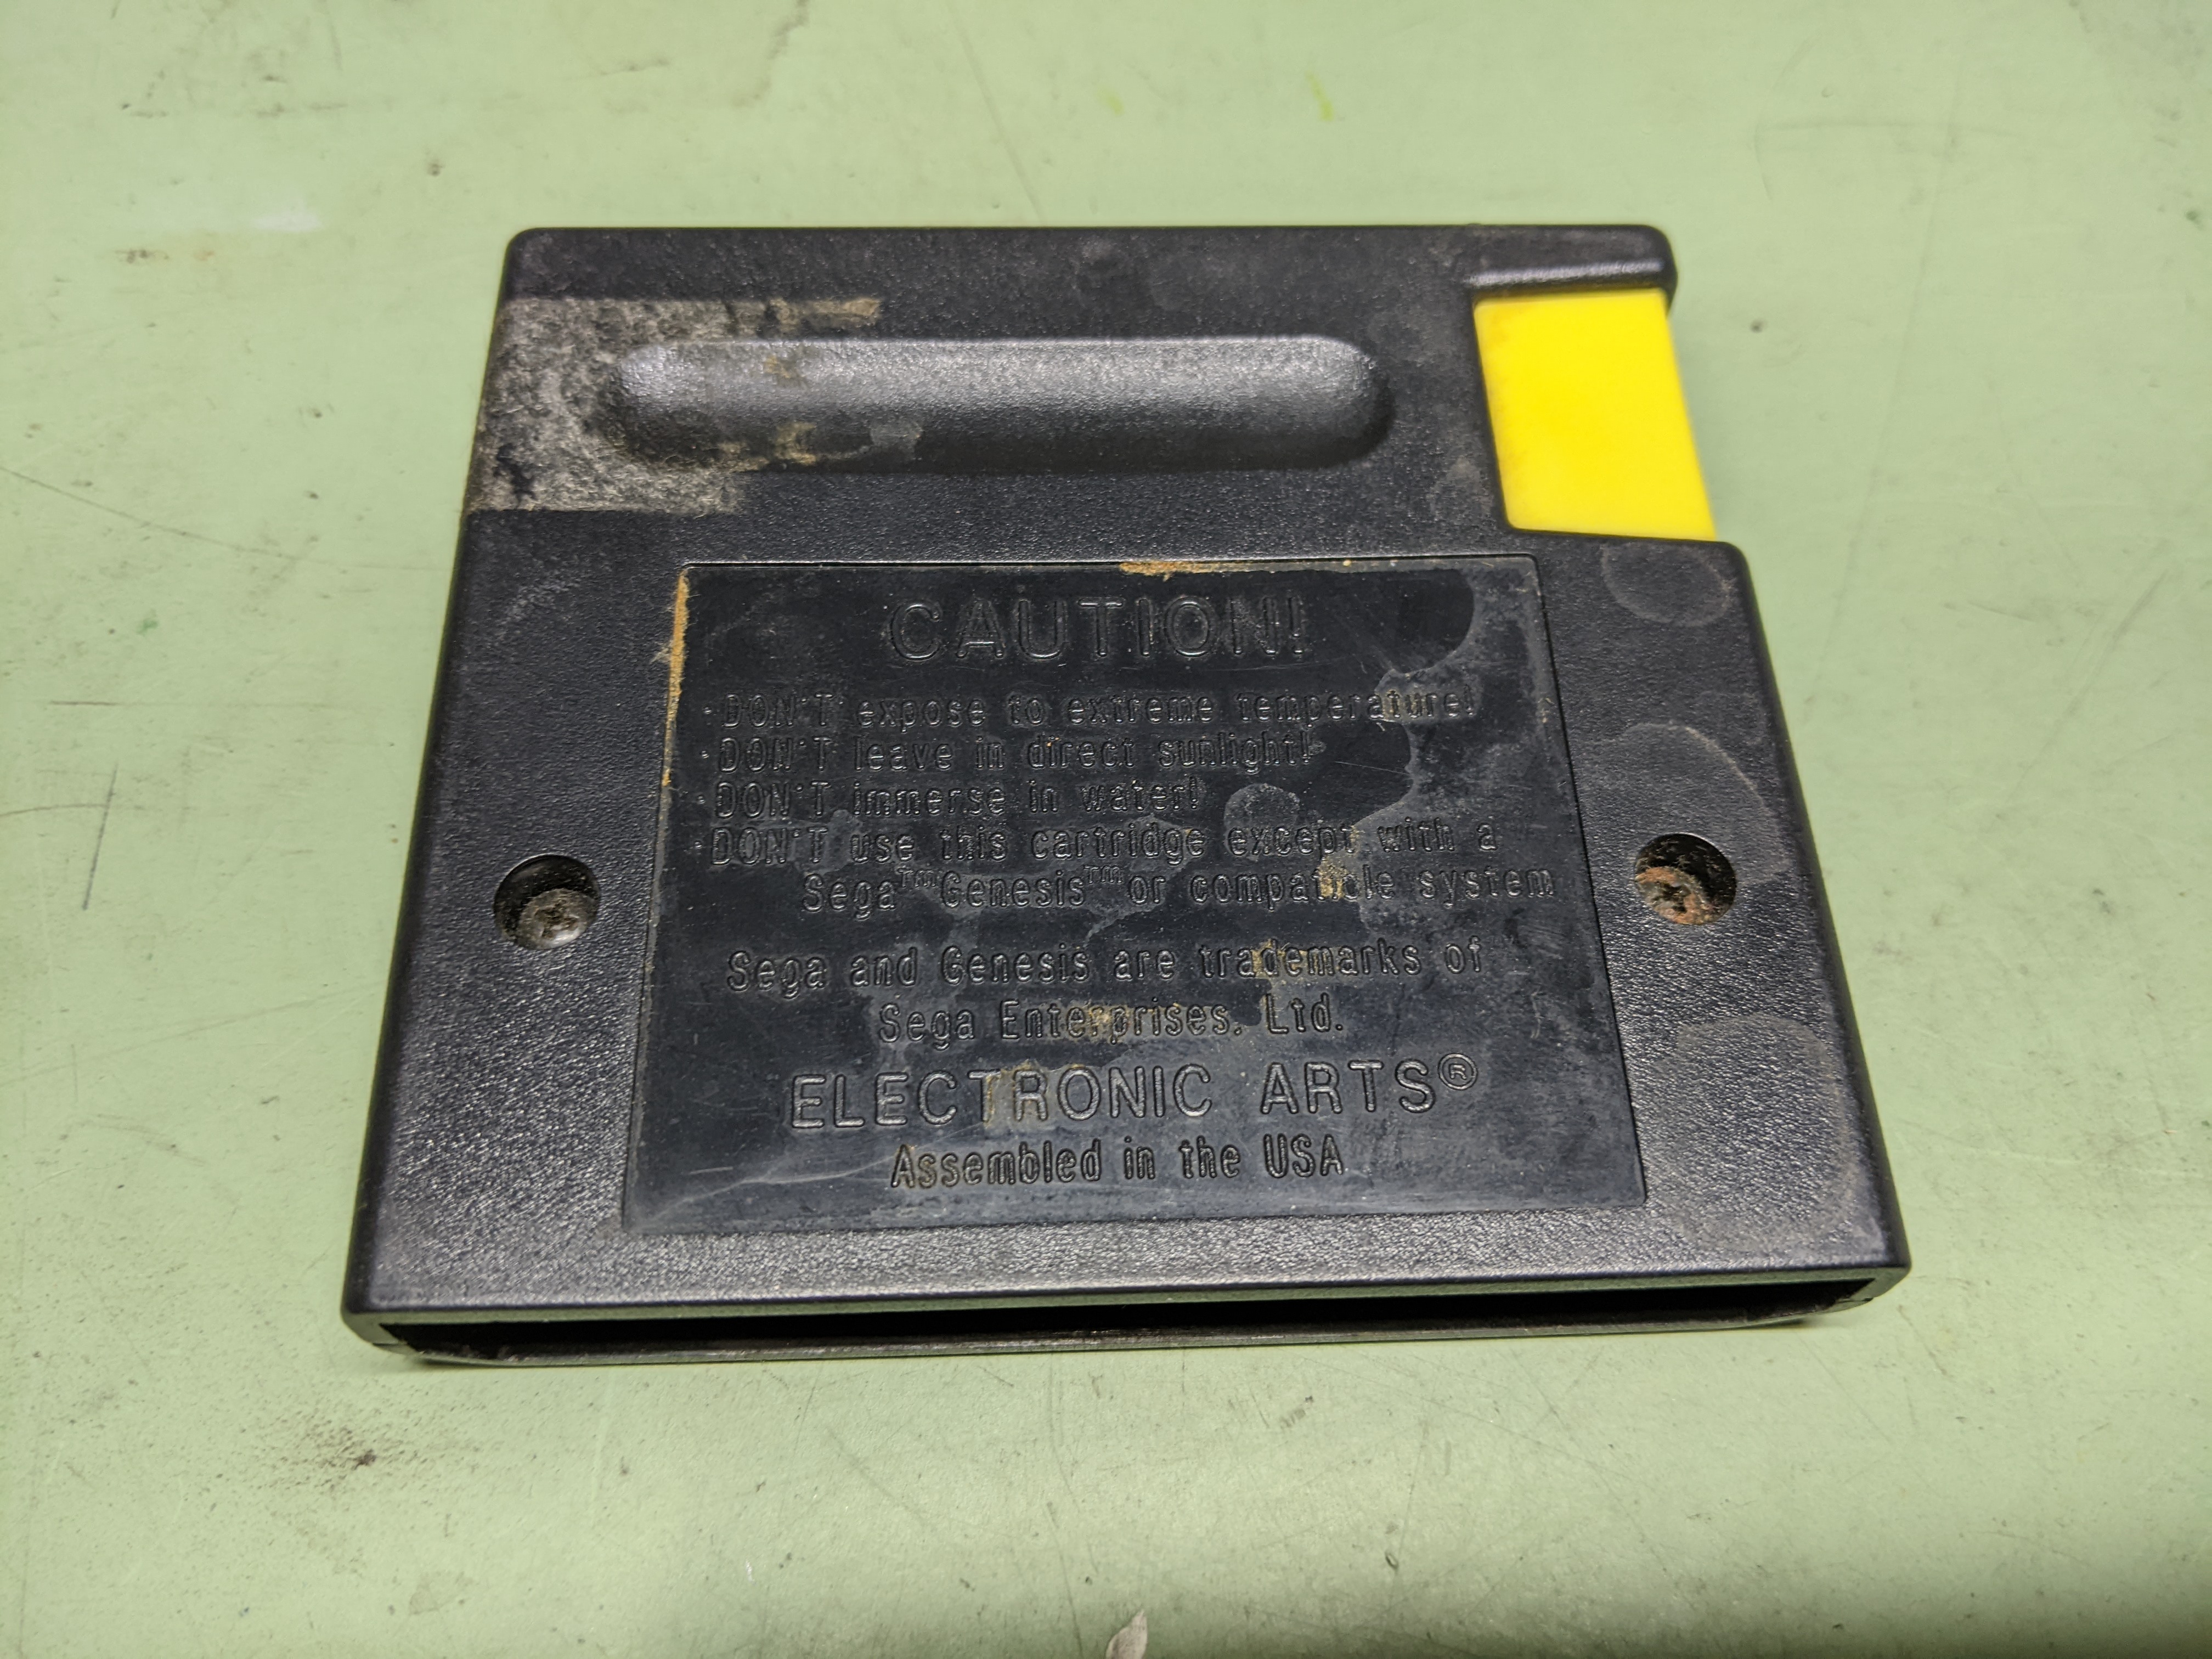 CAUTION!
·DON'T expose to extreme temperature!
·DON'T leave in direct sunlight!
·DON'T immerse in water!
·DON'T use this cartridge except with a
Sega™ Genesis™ or compatible system
Sega and Genesis are trademarks of
Sega Enterprises, Ltd.
ELECTRONIC ARTS®
Assembled in the USA